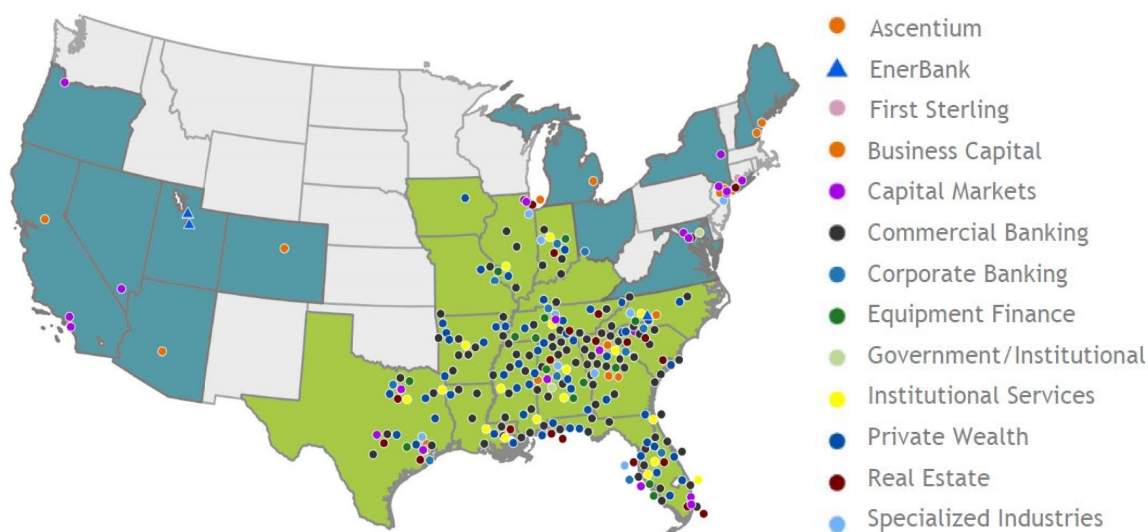 Ascentium
EnerBank
First Sterling
Business Capital
Capital Markets
Commercial Banking
Corporate Banking
Equipment Finance
Government/Institutional
Institutional Services
Private Wealth
Real Estate
Specialized Industries